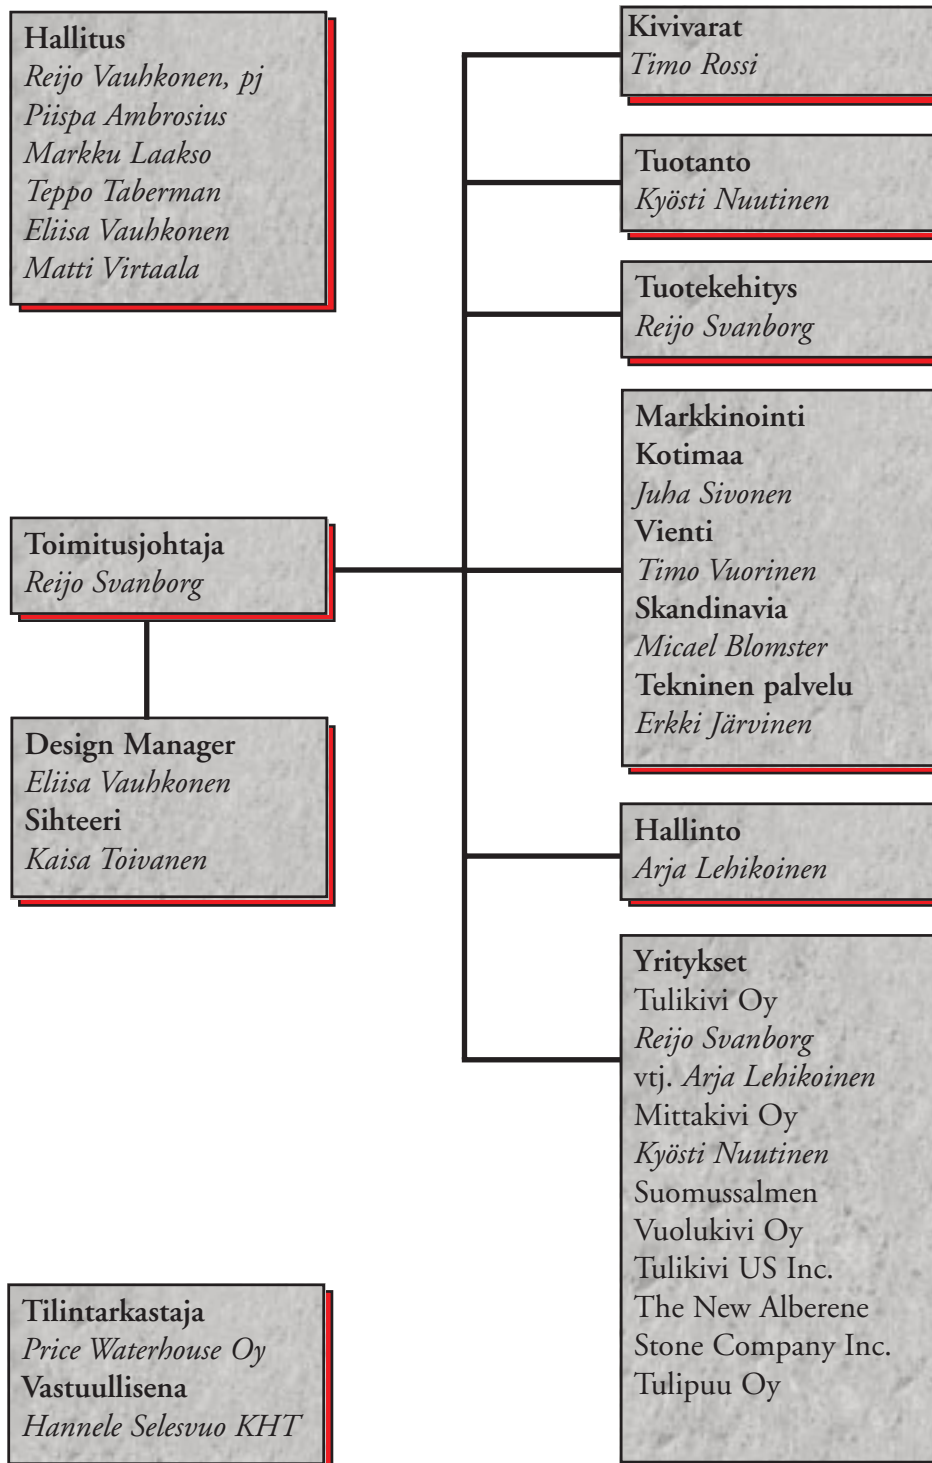 Hallitus
Reijo Vauhkonen, pj
Piispa Ambrosius
Markku Laakso
Teppo Taberman
Eliisa Vauhkonen
Matti Virtaala
Toimitusjohtaja
Reijo Svanborg
Design Manager
Eliisa Vauhkonen
Sihteeri
Kaisa Toivanen
Tilintarkastaja
Price Waterhouse Oy
Vastuullisena
Hannele Selesvuo KHT
Kivivarat
Timo Rossi
Tuotanto
Kyösti Nuutinen
Tuotekehitys
Reijo Svanborg
Markkinointi
Kotimaa
Juha Sivonen
Vienti
Timo Vuorinen
Skandinavia
Micael Blomster
Tekninen palvelu
Erkki Järvinen
Hallinto
Arja Lehikoinen
Yritykset
Tulikivi Oy
Reijo Svanborg
vtj. Arja Lehikoinen
Mittakivi Oy
Kyösti Nuutinen
Suomussalmen
Vuolukivi Oy
Tulikivi US Inc.
The New Alberene
Stone Company Inc.
Tulipuu Oy